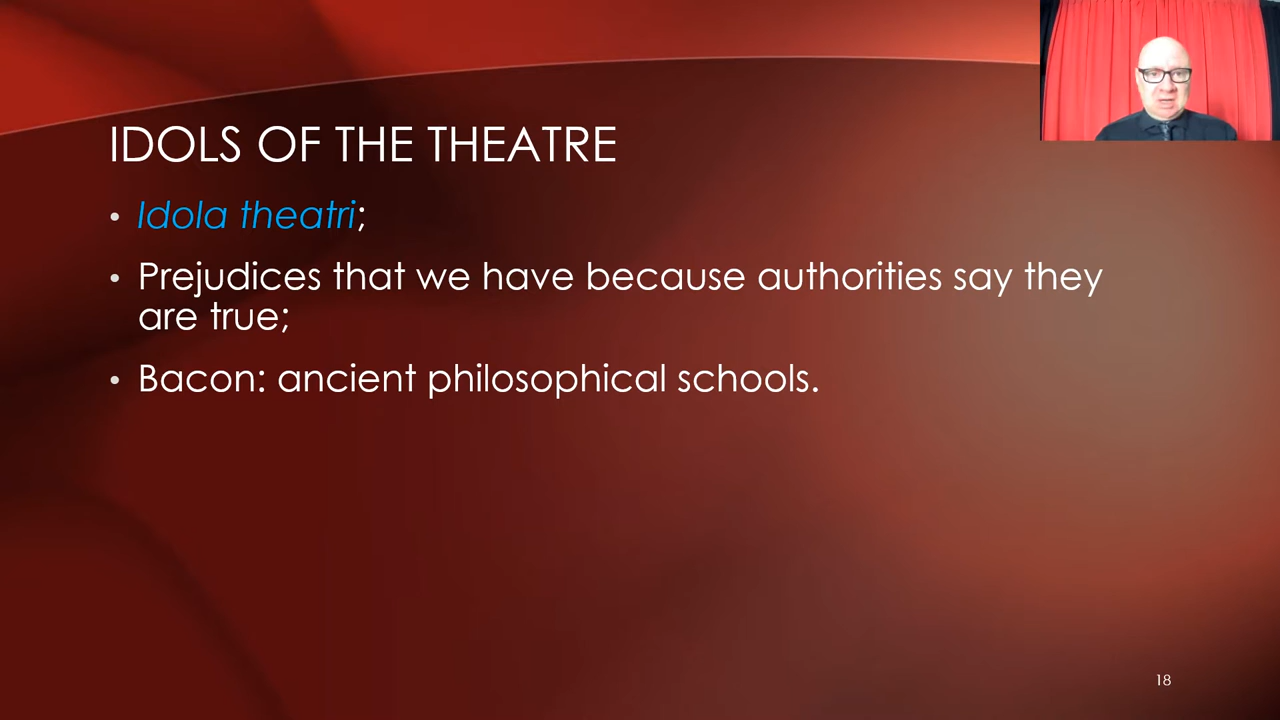 IDOLS OF THE THEATRE
• Idola theatri;
• Prejudices that we have because authorities say they
are true;
• Bacon: ancient philosophical schools.
18